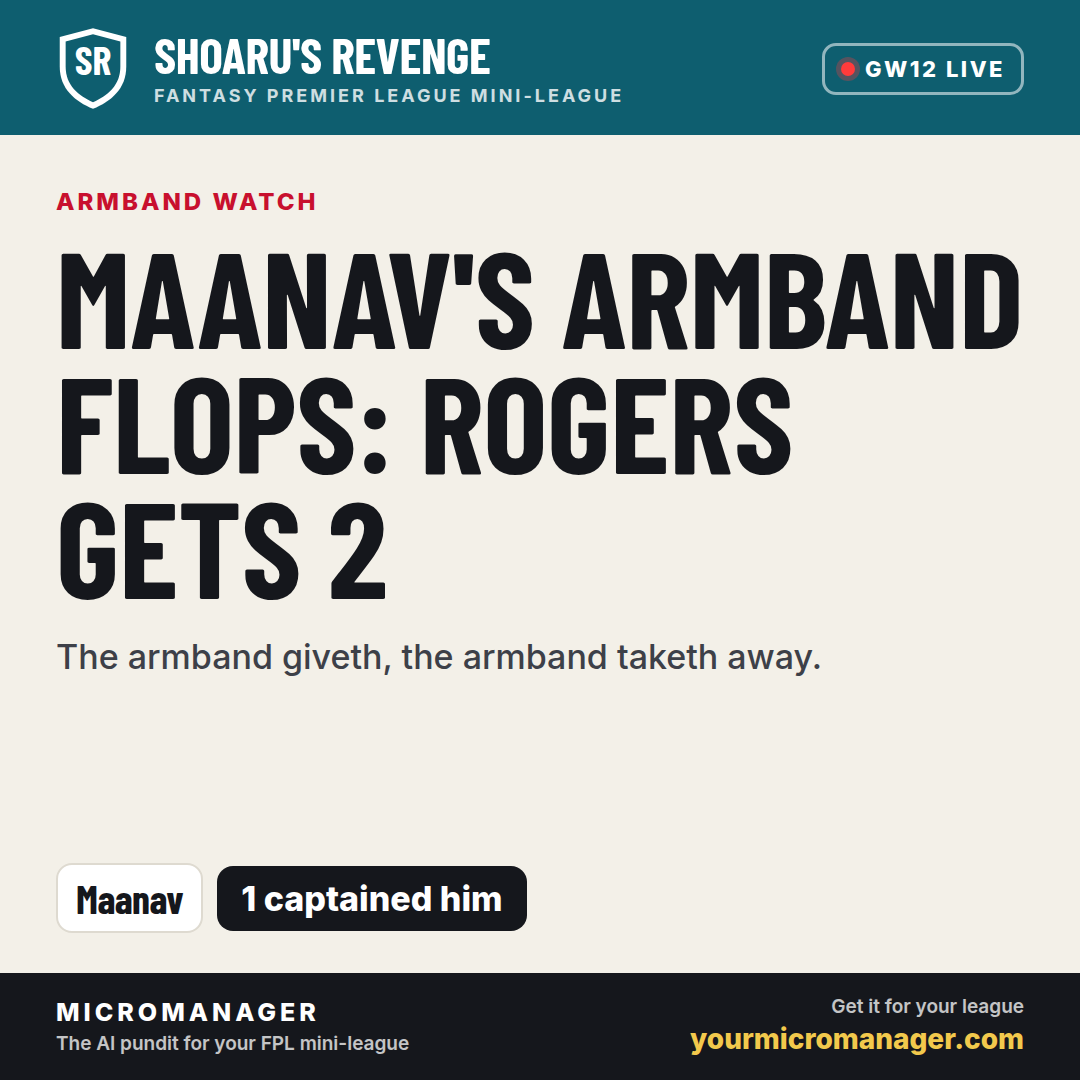 SR
SHOARU'S REVENGE
FANTASY PREMIER LEAGUE MINI-LEAGUE
GW12 LIVE
ARMBAND WATCH
MAANAV'S ARMBAND
FLOPS: ROGERS
GETS 2
The armband giveth, the armband taketh away.
Maanav
1 captained him
MICROMANAGER
The AI pundit for your FPL mini-league
Get it for your league
yourmicromanager.com